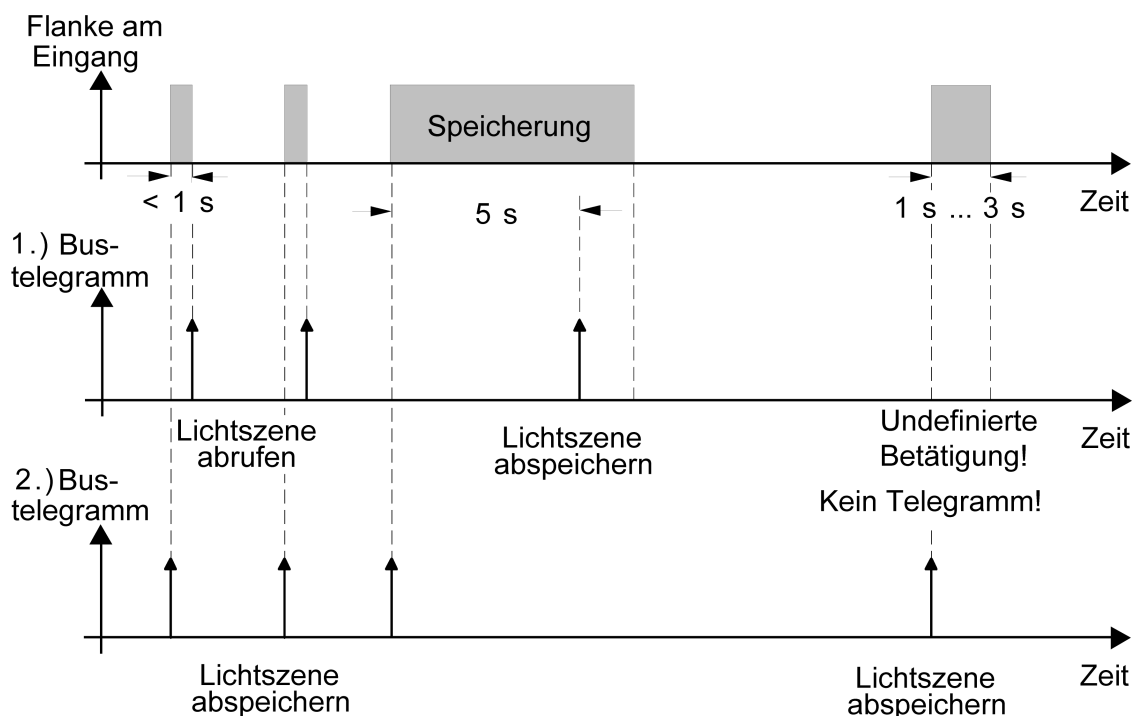 Flanke am
Eingang
Speicherung
< 1 s
5 s
1 s ... 3 s
Zeit
1.) Bus-
telegramm
Lichtszene
abrufen
Lichtszene
abspeichern
Undefinierte
Betätigung!
Zeit
Kein Telegramm!
2.) Bus-
telegramm
Lichtszene
abspeichern
Lichtszene
abspeichern
Zeit